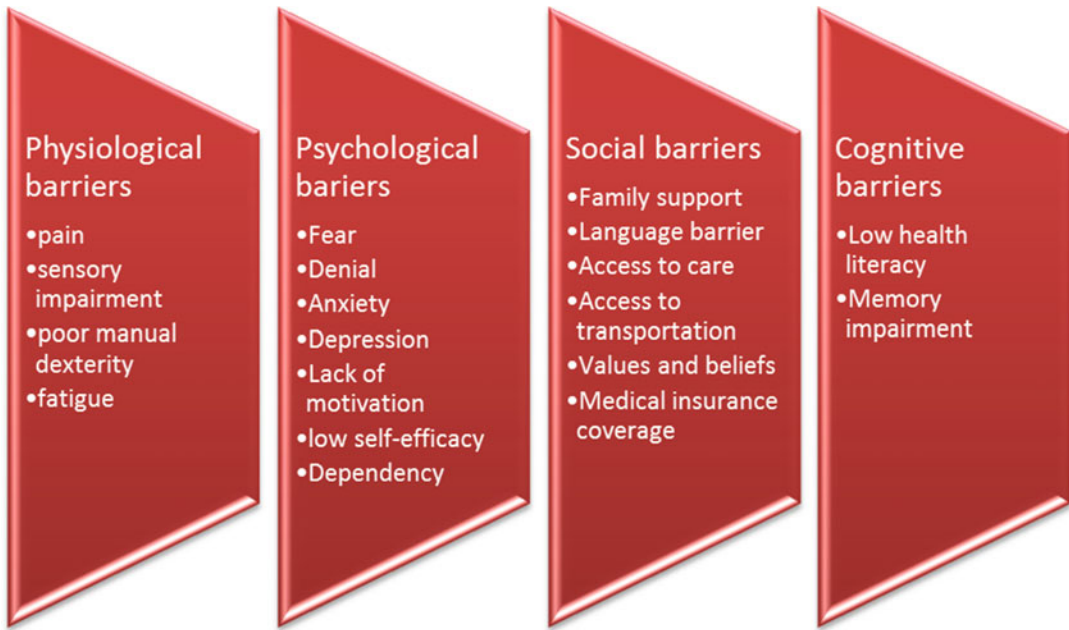 Physiological
barriers
•pain
•sensory
impairment
•poor manual
dexterity
•fatigue
Psychological
bariers
•Fear
•Denial
•Anxiety
•Depression
•Lack of
motivation
•low self-efficacy
•Dependency
Social barriers
•Family support
•Language barrier
•Access to care
•Access to
transportation
•Values and beliefs
•Medical insurance
coverage
Cognitive
barriers
•Low health
literacy
•Memory
impairment